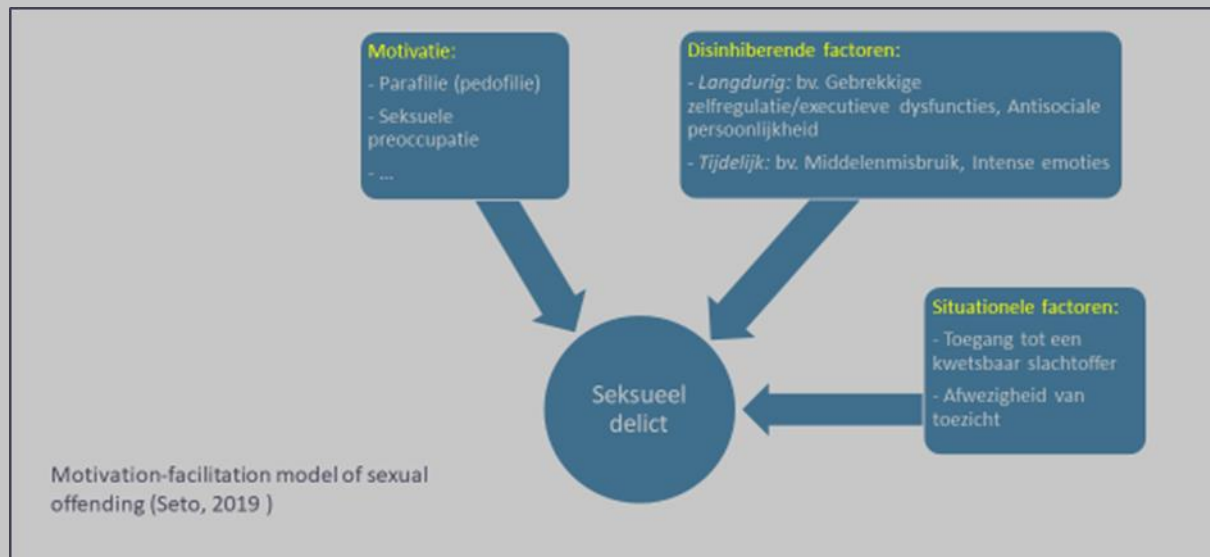 Motivatie:
- Parafilie (pedofilie)
- Seksuele
preoccupatie
- ...
Disinhiberende factoren:
- Langdurig: bv. Gebrekkige
zelfregulatie/executieve dysfuncties, Antisociale
persoonlijkheid
- Tijdelijk: bv. Middelenmisbruik, Intense emoties
Situationele factoren:
- Toegang tot een
kwetsbaar slachtoffer
- Afwezigheid van
toezicht
Seksueel
delict
Motivation-facilitation model of sexual
offending (Seto, 2019 )